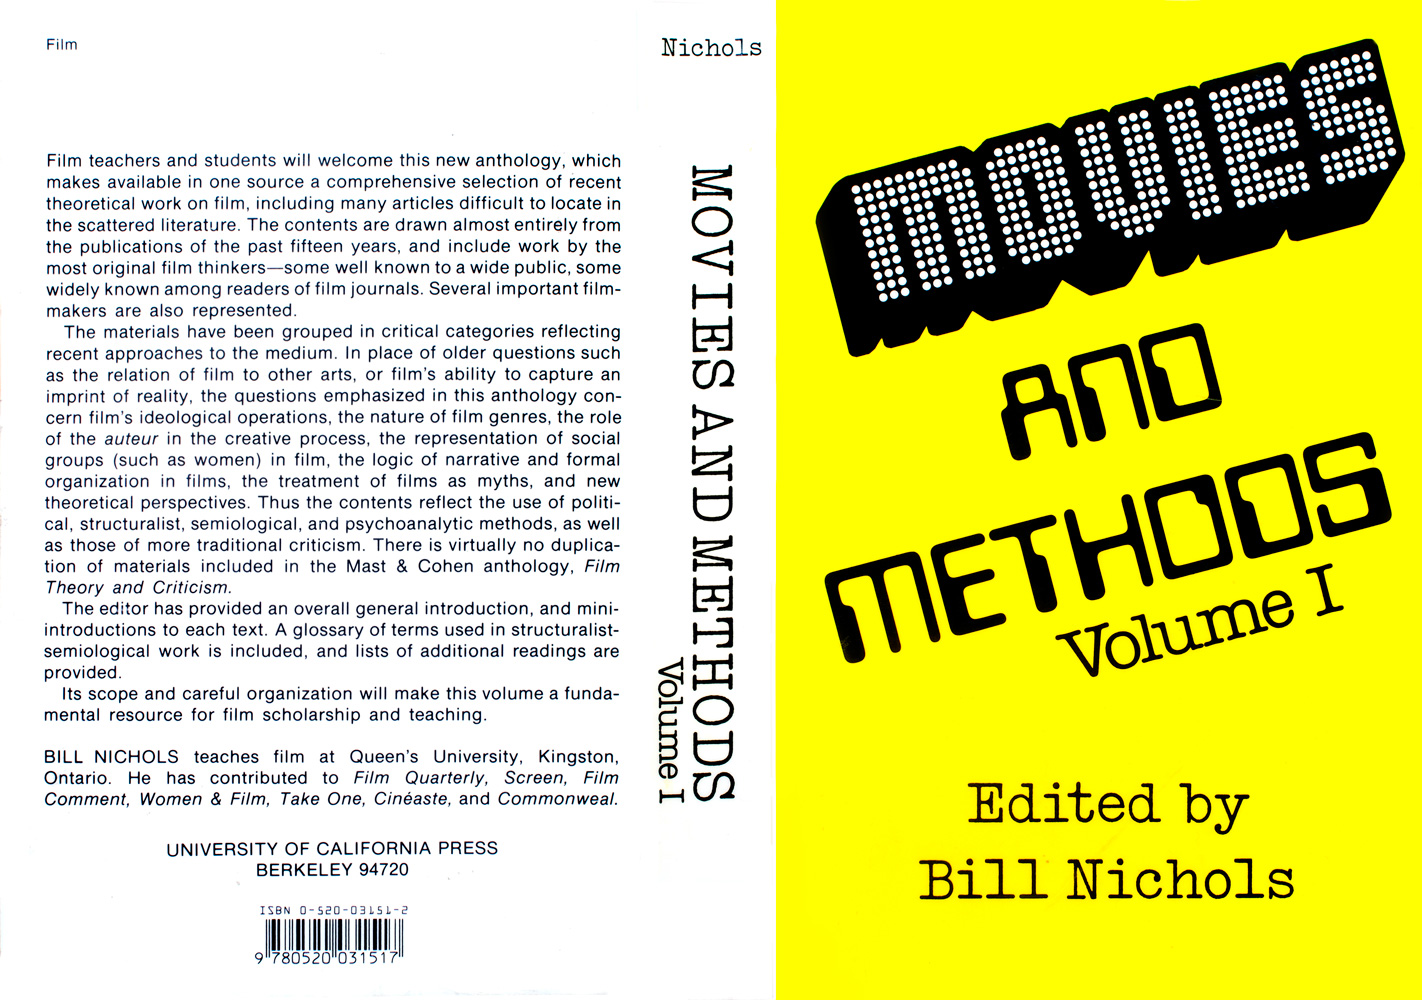 Film
Film teachers and students will welcome this new anthology, which
makes available in one source a comprehensive selection of recent
theoretical work on film, including many articles difficult to locate in
the scattered literature. The contents are drawn almost entirely from
the publications of the past fifteen years, and include work by the
most original film thinkers—some well known to a wide public, some
widely known among readers of film journals. Several important film-
makers are also represented.
The materials have been grouped in critical categories reflecting
recent approaches to the medium. In place of older questions such
as the relation of film to other arts, or film's ability to capture an
imprint of reality, the questions emphasized in this anthology con-
cern film's ideological operations, the nature of film genres, the role
of the auteur in the creative process, the representation of social
groups (such as women) in film, the logic of narrative and formal
organization in films, the treatment of films as myths, and new
theoretical perspectives. Thus the contents reflect the use of politi-
cal, structuralist, semiological, and psychoanalytic methods, as well
as those of more traditional criticism. There is virtually no duplica-
tion of materials included in the Mast & Cohen anthology, Film
Theory and Criticism.
The editor has provided an overall general introduction, and mini-
introductions to each text. A glossary of terms used in structuralist-
semiological work is included, and lists of additional readings are
provided.
Its scope and careful organization will make this volume a funda-
mental resource for film scholarship and teaching.
BILL NICHOLS teaches film at Queen's University, Kingston,
Ontario. He has contributed to Film Quarterly, Screen, Film
Comment, Women & Film, Take One, Cinéaste, and Commonweal.
UNIVERSITY OF CALIFORNIA PRESS
BERKELEY 94720
ISBN 0-520-03151-2
9 780520 031517
Nichols
MOVIES AND METHODS
Volume I
MOVIES
AND
METHODS
Volume I
Edited by
Bill Nichols